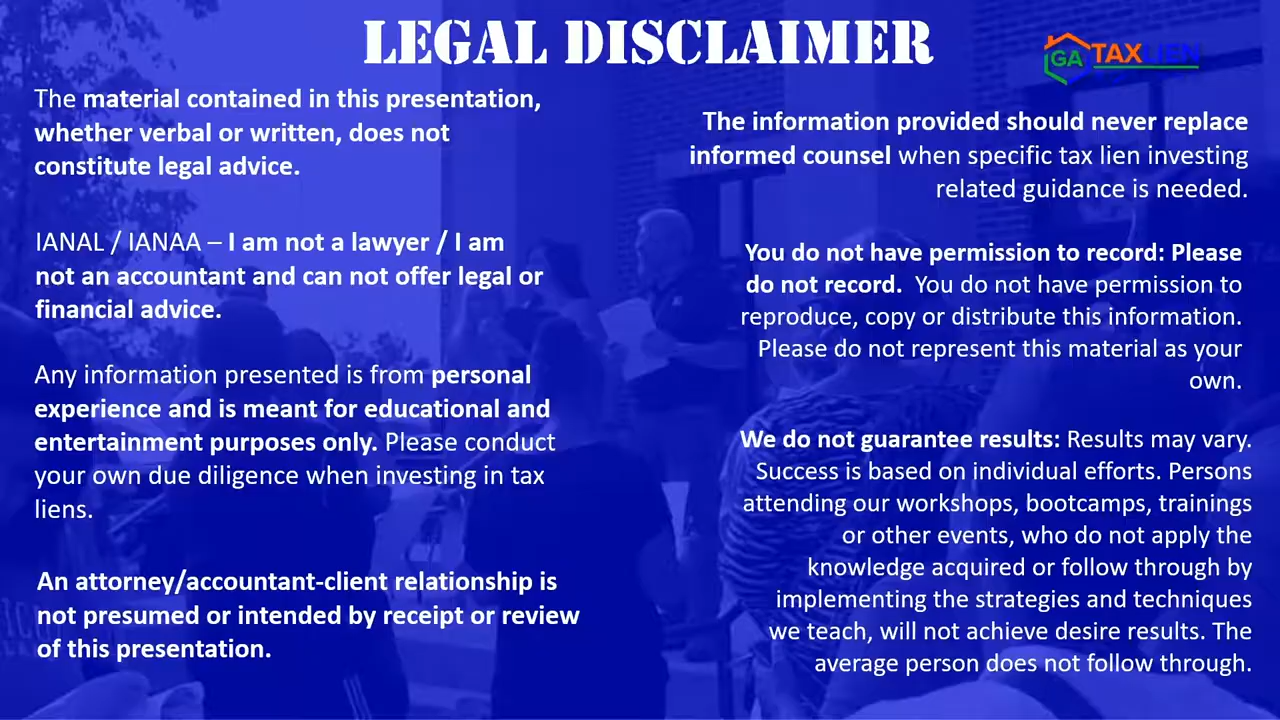 LEGAL DISCLAIMER
GA TAX LIEN
The material contained in this presentation,
whether verbal or written, does not
constitute legal advice.
IANAL / IANAA – I am not a lawyer / I am
not an accountant and can not offer legal or
financial advice.
Any information presented is from personal
experience and is meant for educational and
entertainment purposes only. Please conduct
your own due diligence when investing in tax
liens.
An attorney/accountant-client relationship is
not presumed or intended by receipt or review
of this presentation.
The information provided should never replace
informed counsel when specific tax lien investing
related guidance is needed.
You do not have permission to record: Please
do not record. You do not have permission to
reproduce, copy or distribute this information.
Please do not represent this material as your
own.
We do not guarantee results: Results may vary.
Success is based on individual efforts. Persons
attending our workshops, bootcamps, trainings
or other events, who do not apply the
knowledge acquired or follow through by
implementing the strategies and techniques
we teach, will not achieve desire results. The
average person does not follow through.